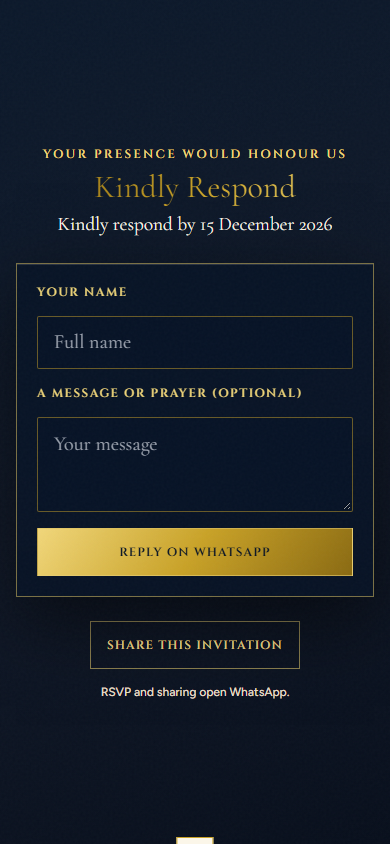 YOUR PRESENCE WOULD HONOUR US
Kindly Respond
Kindly respond by 15 December 2026
YOUR NAME
Full name
A MESSAGE OR PRAYER (OPTIONAL)
Your message
REPLY ON WHATSAPP
SHARE THIS INVITATION
RSVP and sharing open WhatsApp.